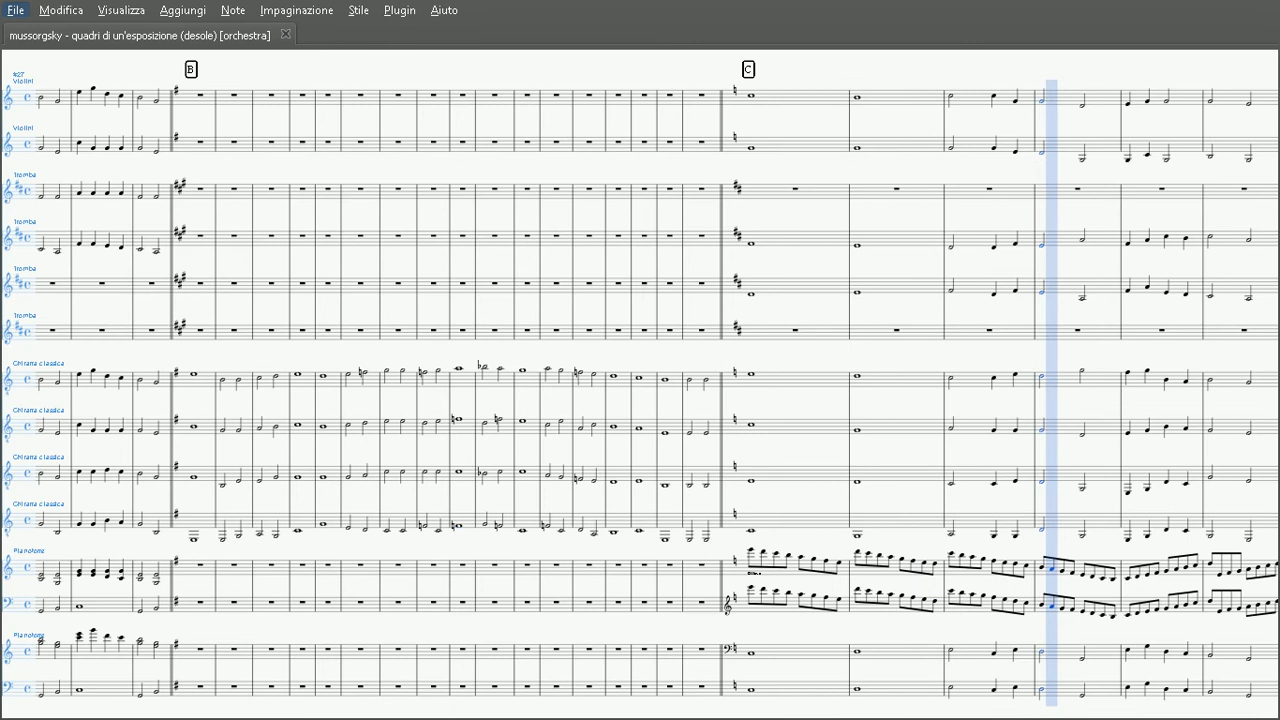 File Modifica Visualizza Aggiungi Note Impaginazione Stile Plugin Aiuto
mussorgsky - quadri di un'esposizione (desole) [orchestra]
B
C
#27
Violini
Violini
Tromba
Tromba
Tromba
Tromba
Chitarra classica
Chitarra classica
Chitarra classica
Chitarra classica
Pianoforte
Pianoforte